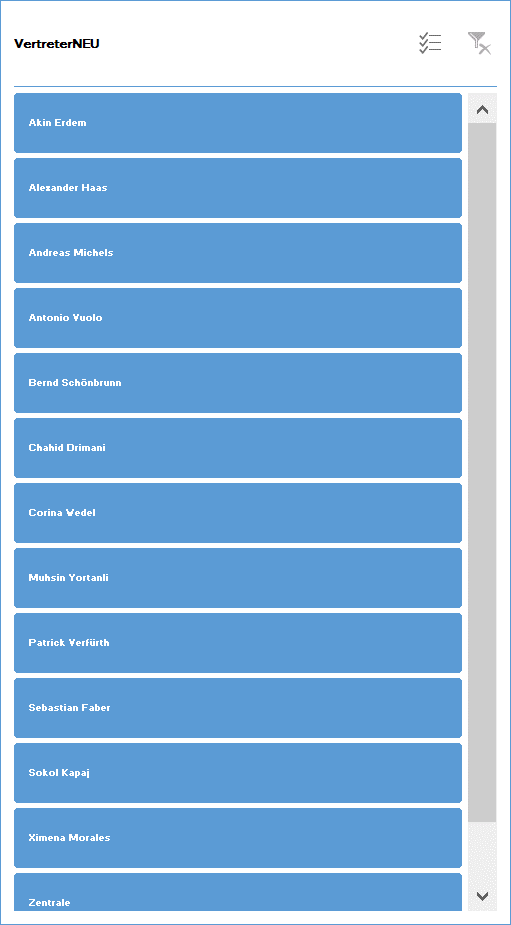 VertreterNEU
Akin Erdem
Alexander Haas
Andreas Michels
Antonio Vuolo
Bernd Schönbrunn
Chahid Drimani
Corina Wedel
Muhsin Yortanli
Patrick Verfürth
Sebastian Faber
Sokol Kapaj
Ximena Morales
Zentrale